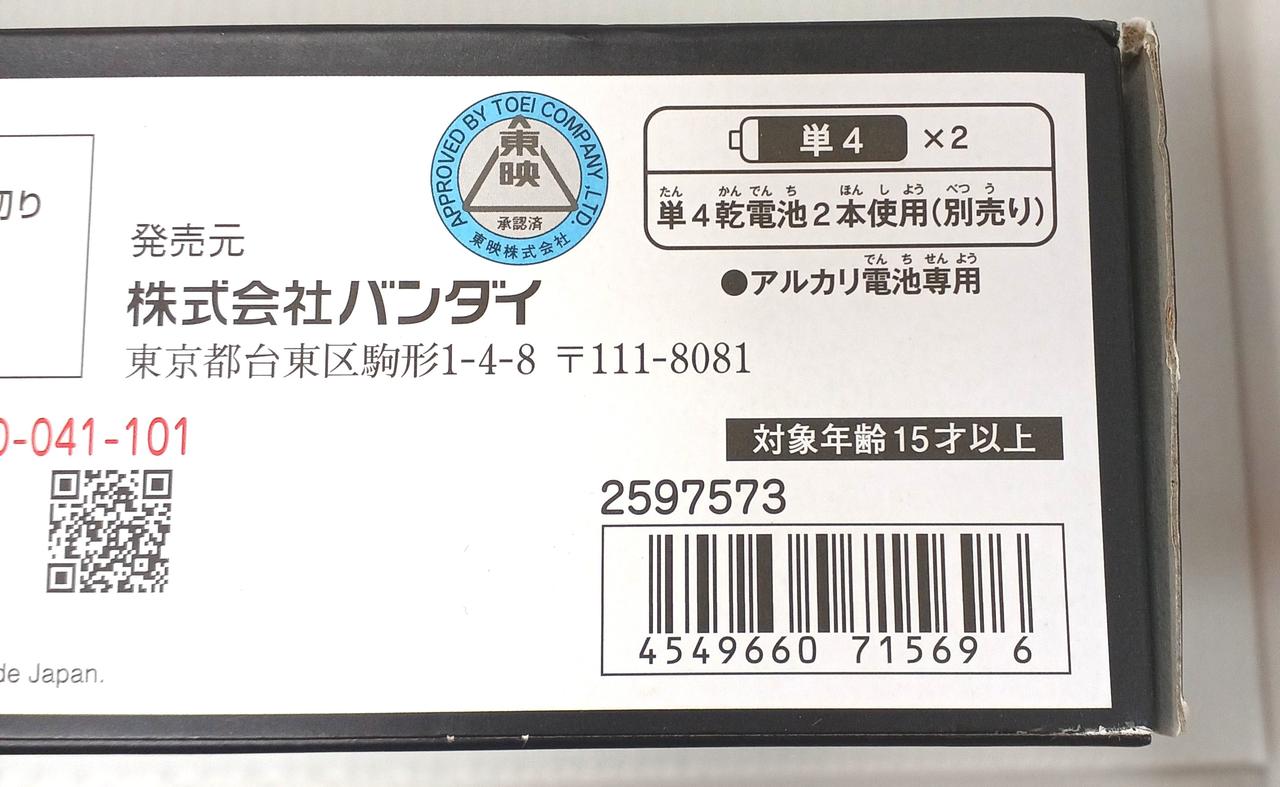 切り
発売元
株式会社バンダイ
東京都台東区駒形1-4-8 〒111-8081
0-041-101
de Japan.
APPROVED BY TOEI COMPANY, LTD.
東映
承認済
東映株式会社
単4 ×2
たん かんでんち ほんしよう べつう
単4乾電池2本使用(別売り)
でんちせんよう
●アルカリ電池専用
対象年齢15才以上
2597573
4549660 71569 6